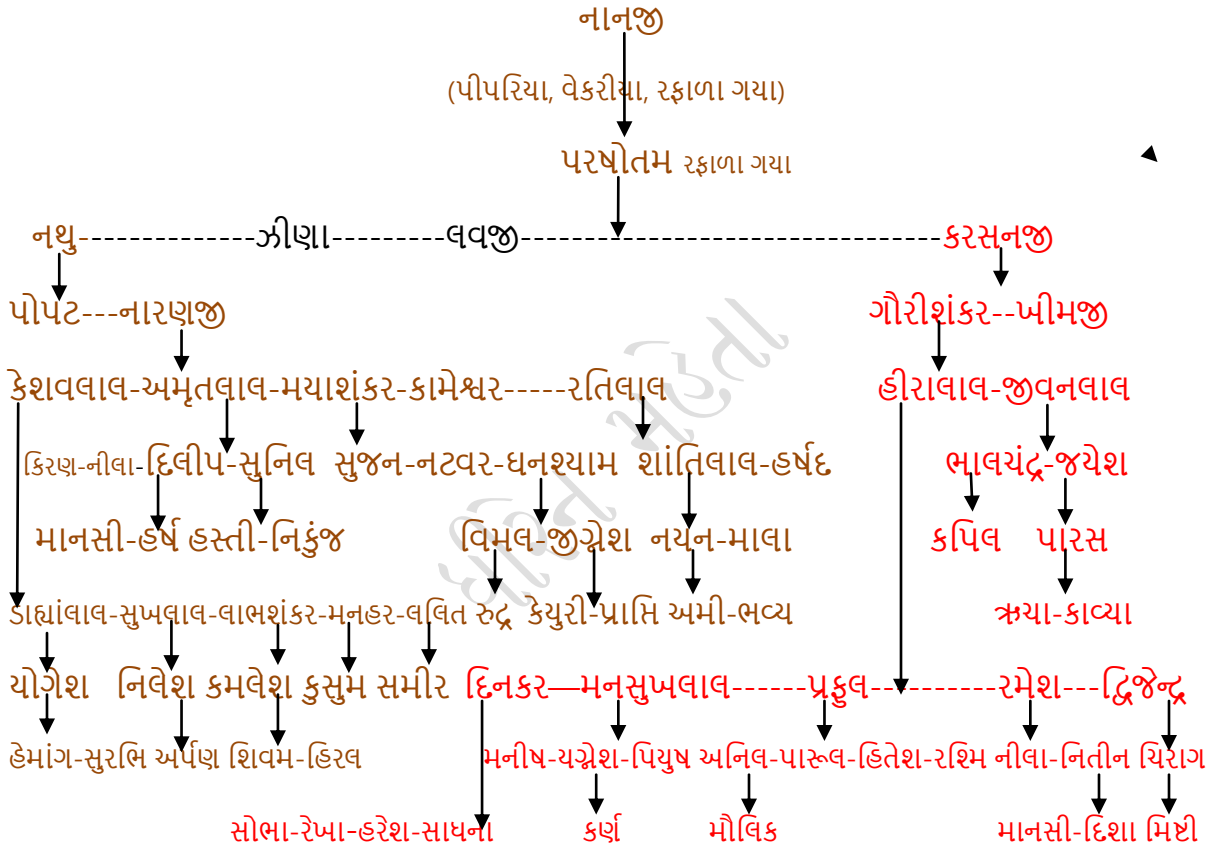 નાનજી
(પીપરિયા, વેકરીયા, રફાળા ગયા)
પરષોતમ રફાળા ગયા
નથુ-------------ઝીણા--------લવજી------------------------------કરસનજી
પોપટ---નારણજી ગૌરીશંકર--ખીમજી
કેશવલાલ-અમૃતલાલ-મયાશંકર-કામેશ્વર-----રતિલાલ હીરાલાલ-જીવનલાલ
કિરણ-નીલા-દિલીપ-સુનિલ સુજન-નટવર-ઘનશ્યામ શાંતિલાલ-હર્ષદ ભાલચંદ્ર-જયેશ
માનસી-હર્ષ હસ્તી-નિકુંજ વિમલ-જીગ્નેશ નયન-માલા કપિલ પારસ
ડાહ્યાંલાલ-સુખલાલ-લાભશંકર-મનહર-લલિત રુદ્ર કેયુરી-પ્રાપ્તિ અમી-ભવ્ય ઋચા-કાવ્યા
યોગેશ નિલેશ કમલેશ કુસુમ સમીર દિનકર—મનસુખલાલ------પ્રફુલ----------રમેશ---દ્વિજેન્દ્ર
હેમાંગ-સુરભિ અર્પણ શિવમ-હિરલ મનીષ-યગ્નેશ-પિયુષ અનિલ-પારૂલ-હિતેશ-રશ્મિ નીલા-નિતીન ચિરાગ
સોભા-રેખા-હરેશ-સાધના કર્ણ મૌલિક માનસી-દિશા મિષ્ટી
મહેતા